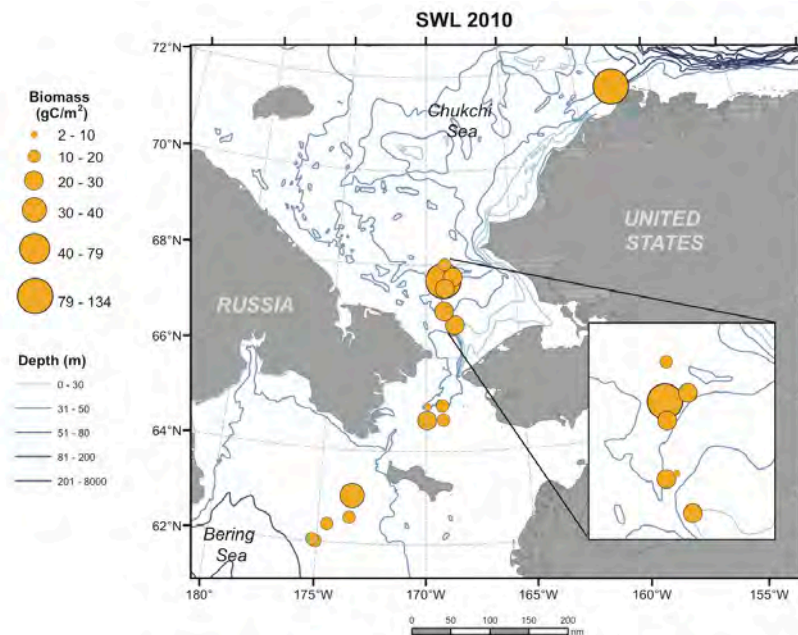 SWL 2010
Biomass
(gC/m²)
2 - 10
10 - 20
20 - 30
30 - 40
40 - 79
79 - 134
Depth (m)
0 - 30
31 - 50
51 - 80
81 - 200
201 - 8000
72°N
70°N
68°N
66°N
64°N
62°N
Chukchi
Sea
UNITED
STATES
RUSSIA
Bering
Sea
180°
175°W
170°W
165°W
160°W
155°W
0 50 100 150 200
nm